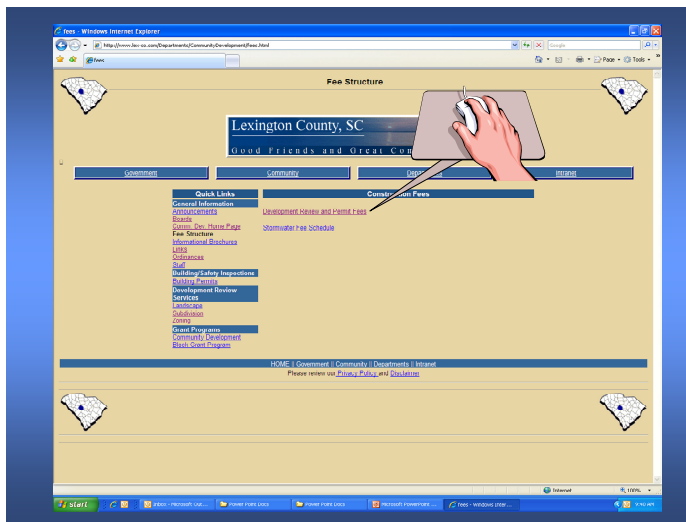 fees - Windows Internet Explorer
http://www.lex-co.com/Departments/CommunityDevelopment/fees.html
Google
fees
Page
Tools
Fee Structure
Lexington County, SC
Good Friends and Great Com
Government Community Depar Intranet
Quick Links
Construction Fees
General Information
Announcements
Development Review and Permit Fees
Boards
Comm. Dev. Home Page
Fee Structure
Stormwater Fee Schedule
Informational Brochures
Links
Ordinances
Staff
Building/Safety Inspections
Building Permits
Development Review
Services
Landscape
Subdivision
Zoning
Grant Programs
Community Development
Block Grant Program
HOME || Government || Community || Departments || Intranet
Please review our Privacy Policy and Disclaimer
Internet 100%
start Inbox - Microsoft Out... Power Point Docs Power Point Docs Microsoft PowerPoint ... fees - Windows Inter... AM